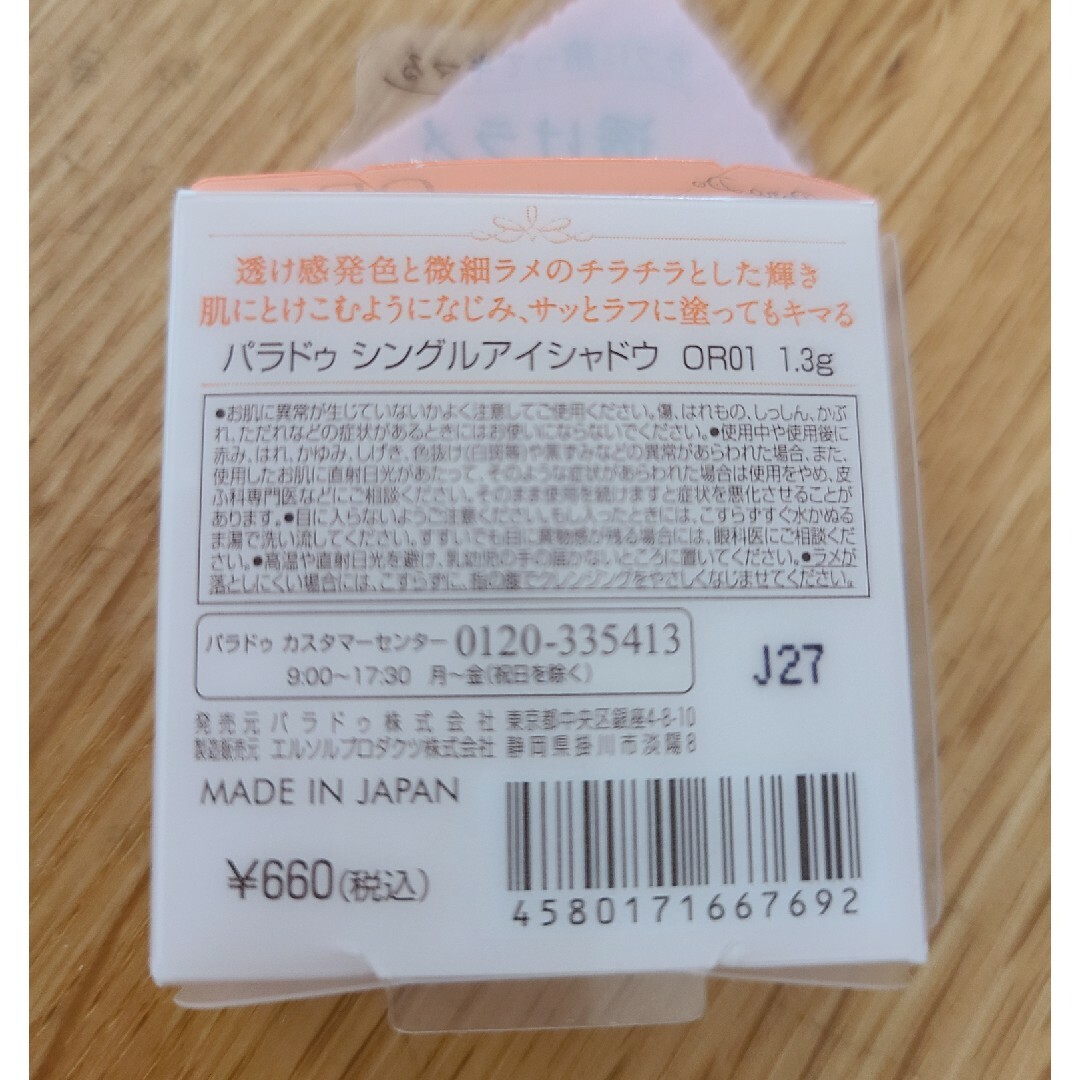 透けラメ
透け感発色と微細ラメのチラチラとした輝き
肌にとけこむようになじみ、サッとラフに塗ってもキマる
パラドゥ シングルアイシャドウ OR01 1.3g
●お肌に異常が生じていないかよく注意してご使用ください。傷、はれもの、しっしん、かぶ
れ、ただれなどの症状があるときにはお使いにならないでください。●使用中や使用後に
赤み、はれ、かゆみ、しげき、色抜け(白斑等)や黒ずみなどの異常があらわれた場合、また、
使用したお肌に直射日光があたって、そのような症状があらわれた場合は使用をやめ、皮
ふ科専門医などにご相談ください。そのまま使用を続けますと症状を悪化させることが
あります。●目に入らないようご注意ください。もし入ったときには、こすらずすぐ水かぬる
ま湯で洗い流してください。すすいでも目に異物感が残る場合には、眼科医にご相談くだ
さい。●高温や直射日光を避け、乳幼児の手の届かないところに置いてください。●ラメが
落としにくい場合には、こすらずに、指の腹でクレンジングをやさしくなじませてください。
パラドゥ カスタマーセンター 0120-335413
9:00〜17:30 月〜金(祝日を除く)
J27
発売元 パラドゥ株式会社 東京都中央区銀座4-8-10
製造販売元 エルソルプロダクツ株式会社 静岡県掛川市淡陽8
MADE IN JAPAN
¥660(税込)
4580171667692